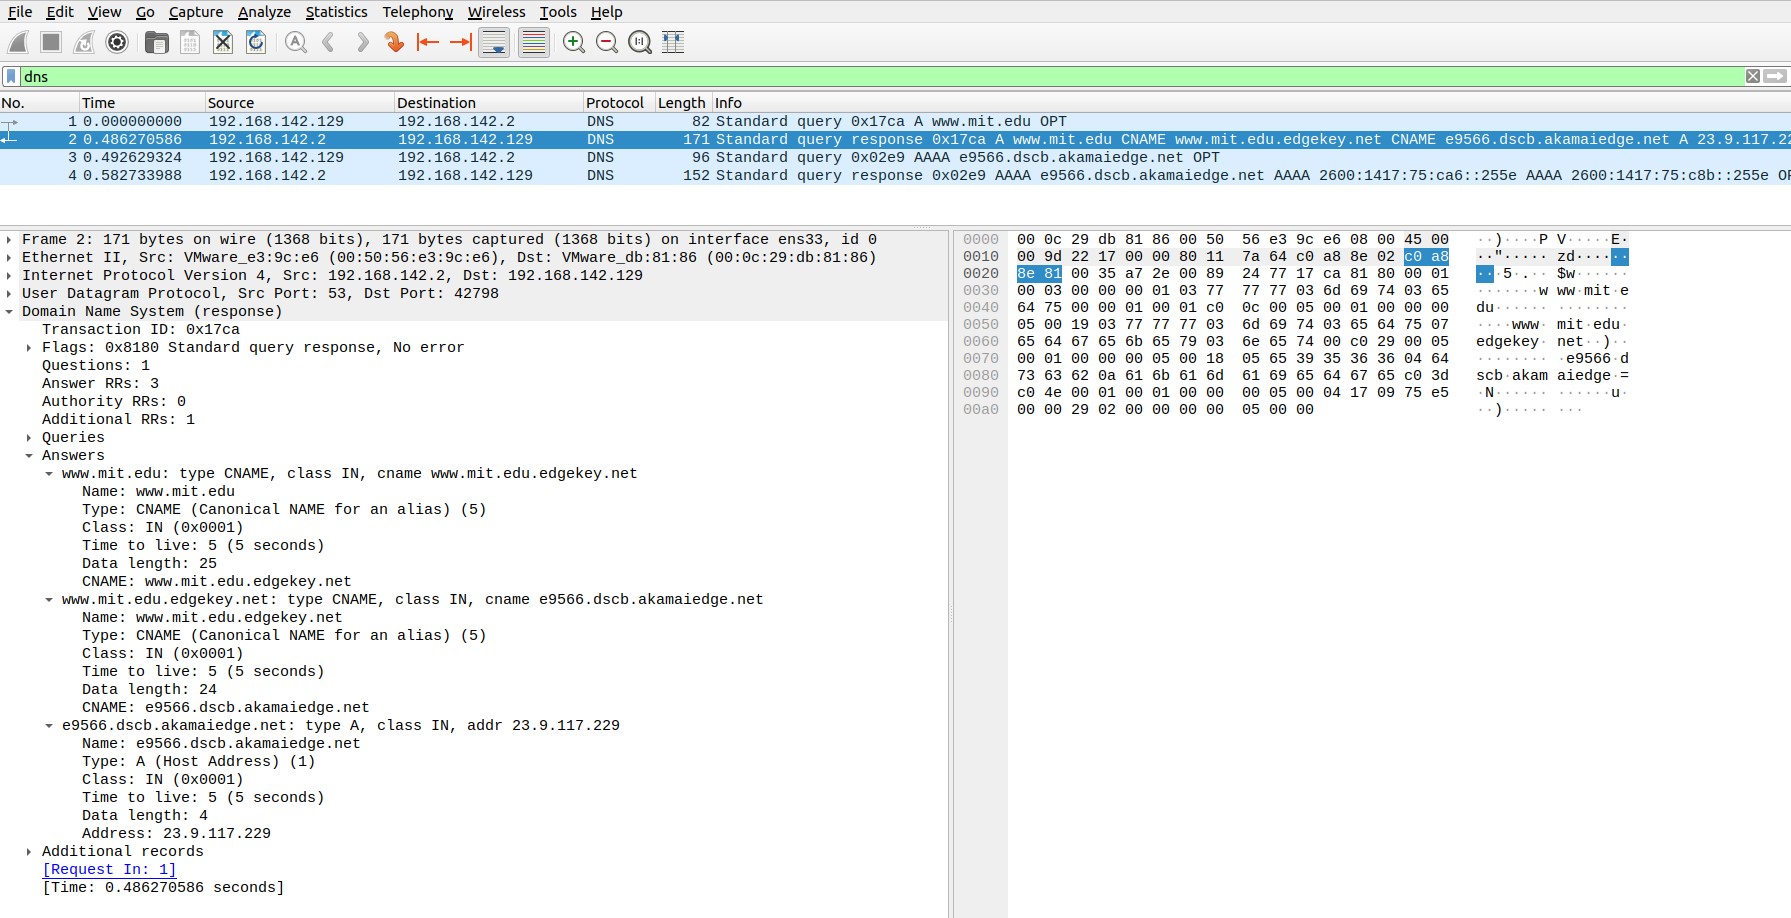 File Edit View Go Capture Analyze Statistics Telephony Wireless Tools Help
dns
No. Time Source Destination Protocol Length Info
1 0.000000000 192.168.142.129 192.168.142.2 DNS 82 Standard query 0x17ca A www.mit.edu OPT
2 0.486270586 192.168.142.2 192.168.142.129 DNS 171 Standard query response 0x17ca A www.mit.edu CNAME www.mit.edu.edgekey.net CNAME e9566.dscb.akamaiedge.net A 23.9.117.22
3 0.492629324 192.168.142.129 192.168.142.2 DNS 96 Standard query 0x02e9 AAAA e9566.dscb.akamaiedge.net OPT
4 0.582733988 192.168.142.2 192.168.142.129 DNS 152 Standard query response 0x02e9 AAAA e9566.dscb.akamaiedge.net AAAA 2600:1417:75:ca6::255e AAAA 2600:1417:75:c8b::255e OP
Frame 2: 171 bytes on wire (1368 bits), 171 bytes captured (1368 bits) on interface ens33, id 0
Ethernet II, Src: VMware_e3:9c:e6 (00:50:56:e3:9c:e6), Dst: VMware_db:81:86 (00:0c:29:db:81:86)
Internet Protocol Version 4, Src: 192.168.142.2, Dst: 192.168.142.129
User Datagram Protocol, Src Port: 53, Dst Port: 42798
Domain Name System (response)
Transaction ID: 0x17ca
Flags: 0x8180 Standard query response, No error
Questions: 1
Answer RRs: 3
Authority RRs: 0
Additional RRs: 1
Queries
Answers
www.mit.edu: type CNAME, class IN, cname www.mit.edu.edgekey.net
Name: www.mit.edu
Type: CNAME (Canonical NAME for an alias) (5)
Class: IN (0x0001)
Time to live: 5 (5 seconds)
Data length: 25
CNAME: www.mit.edu.edgekey.net
www.mit.edu.edgekey.net: type CNAME, class IN, cname e9566.dscb.akamaiedge.net
Name: www.mit.edu.edgekey.net
Type: CNAME (Canonical NAME for an alias) (5)
Class: IN (0x0001)
Time to live: 5 (5 seconds)
Data length: 24
CNAME: e9566.dscb.akamaiedge.net
e9566.dscb.akamaiedge.net: type A, class IN, addr 23.9.117.229
Name: e9566.dscb.akamaiedge.net
Type: A (Host Address) (1)
Class: IN (0x0001)
Time to live: 5 (5 seconds)
Data length: 4
Address: 23.9.117.229
Additional records
[Request In: 1]
[Time: 0.486270586 seconds]
0000 00 0c 29 db 81 86 00 50 56 e3 9c e6 08 00 45 00 ··)····P V·····E·
0010 00 9d 22 17 00 00 80 11 7a 64 c0 a8 8e 02 c0 a8 ··"····· zd······
0020 8e 81 00 35 a7 2e 00 89 24 77 17 ca 81 80 00 01 ···5·.·· $w······
0030 00 03 00 00 00 01 03 77 77 77 03 6d 69 74 03 65 ·······w ww·mit·e
0040 64 75 00 00 01 00 01 c0 0c 00 05 00 01 00 00 00 du······ ········
0050 05 00 19 03 77 77 77 03 6d 69 74 03 65 64 75 07 ····www· mit·edu·
0060 65 64 67 65 6b 65 79 03 6e 65 74 00 c0 29 00 05 edgekey· net··)··
0070 00 01 00 00 00 05 00 18 05 65 39 35 36 36 04 64 ········ ·e9566·d
0080 73 63 62 0a 61 6b 61 6d 61 69 65 64 67 65 c0 3d scb·akam aiedge·=
0090 c0 4e 00 01 00 01 00 00 00 05 00 04 17 09 75 e5 ·N······ ······u·
00a0 00 00 29 02 00 00 00 00 05 00 00 ··)····· ···